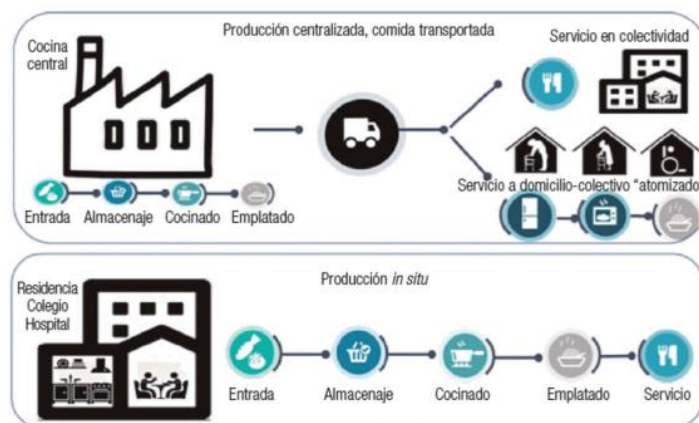 Producción centralizada, comida transportada
Cocina
central
Servicio en colectividad
Entrada
Almacenaje
Cocinado
Emplatado
Servicio a domicilio-colectivo "atomizado
Producción in situ
Residencia
Colegio
Hospital
Entrada
Almacenaje
Cocinado
Emplatado
Servicio